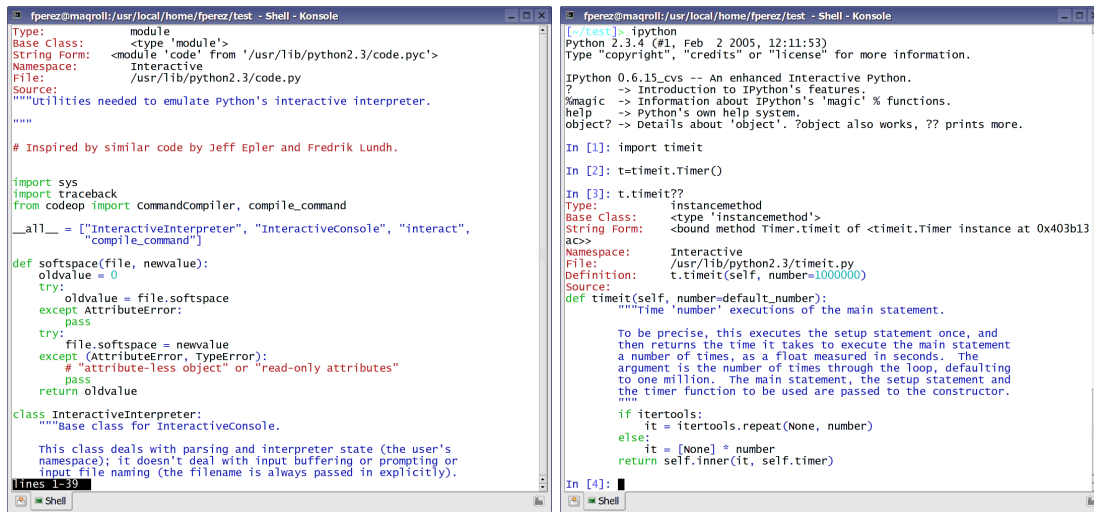 fperez@maqroll:/usr/local/home/fperez/test - Shell - Konsole
Type: module
Base Class: <type 'module'>
String Form: <module 'code' from '/usr/lib/python2.3/code.pyc'>
Namespace: Interactive
File: /usr/lib/python2.3/code.py
Source:
"""Utilities needed to emulate Python's interactive interpreter.
"""
# Inspired by similar code by Jeff Epler and Fredrik Lundh.
import sys
import traceback
from codeop import CommandCompiler, compile_command
__all__ = ["InteractiveInterpreter", "InteractiveConsole", "interact",
"compile_command"]
def softspace(file, newvalue):
oldvalue = 0
try:
oldvalue = file.softspace
except AttributeError:
pass
try:
file.softspace = newvalue
except (AttributeError, TypeError):
# "attribute-less object" or "read-only attributes"
pass
return oldvalue
class InteractiveInterpreter:
"""Base class for InteractiveConsole.
This class deals with parsing and interpreter state (the user's
namespace); it doesn't deal with input buffering or prompting or
input file naming (the filename is always passed in explicitly).
lines 1-39
Shell
fperez@maqroll:/usr/local/home/fperez/test - Shell - Konsole
[~/test]> ipython
Python 2.3.4 (#1, Feb  2 2005, 12:11:53)
Type "copyright", "credits" or "license" for more information.
IPython 0.6.15_cvs -- An enhanced Interactive Python.
? -> Introduction to IPython's features.
%magic -> Information about IPython's 'magic' % functions.
help -> Python's own help system.
object? -> Details about 'object'. ?object also works, ?? prints more.
In [1]: import timeit
In [2]: t=timeit.Timer()
In [3]: t.timeit??
Type: instancemethod
Base Class: <type 'instancemethod'>
String Form: <bound method Timer.timeit of <timeit.Timer instance at 0x403b13
ac>>
Namespace: Interactive
File: /usr/lib/python2.3/timeit.py
Definition: t.timeit(self, number=1000000)
Source:
def timeit(self, number=default_number):
"""Time 'number' executions of the main statement.
To be precise, this executes the setup statement once, and
then returns the time it takes to execute the main statement
a number of times, as a float measured in seconds.  The
argument is the number of times through the loop, defaulting
to one million.  The main statement, the setup statement and
the timer function to be used are passed to the constructor.
"""
if itertools:
it = itertools.repeat(None, number)
else:
it = [None] * number
return self.inner(it, self.timer)
In [4]:
Shell